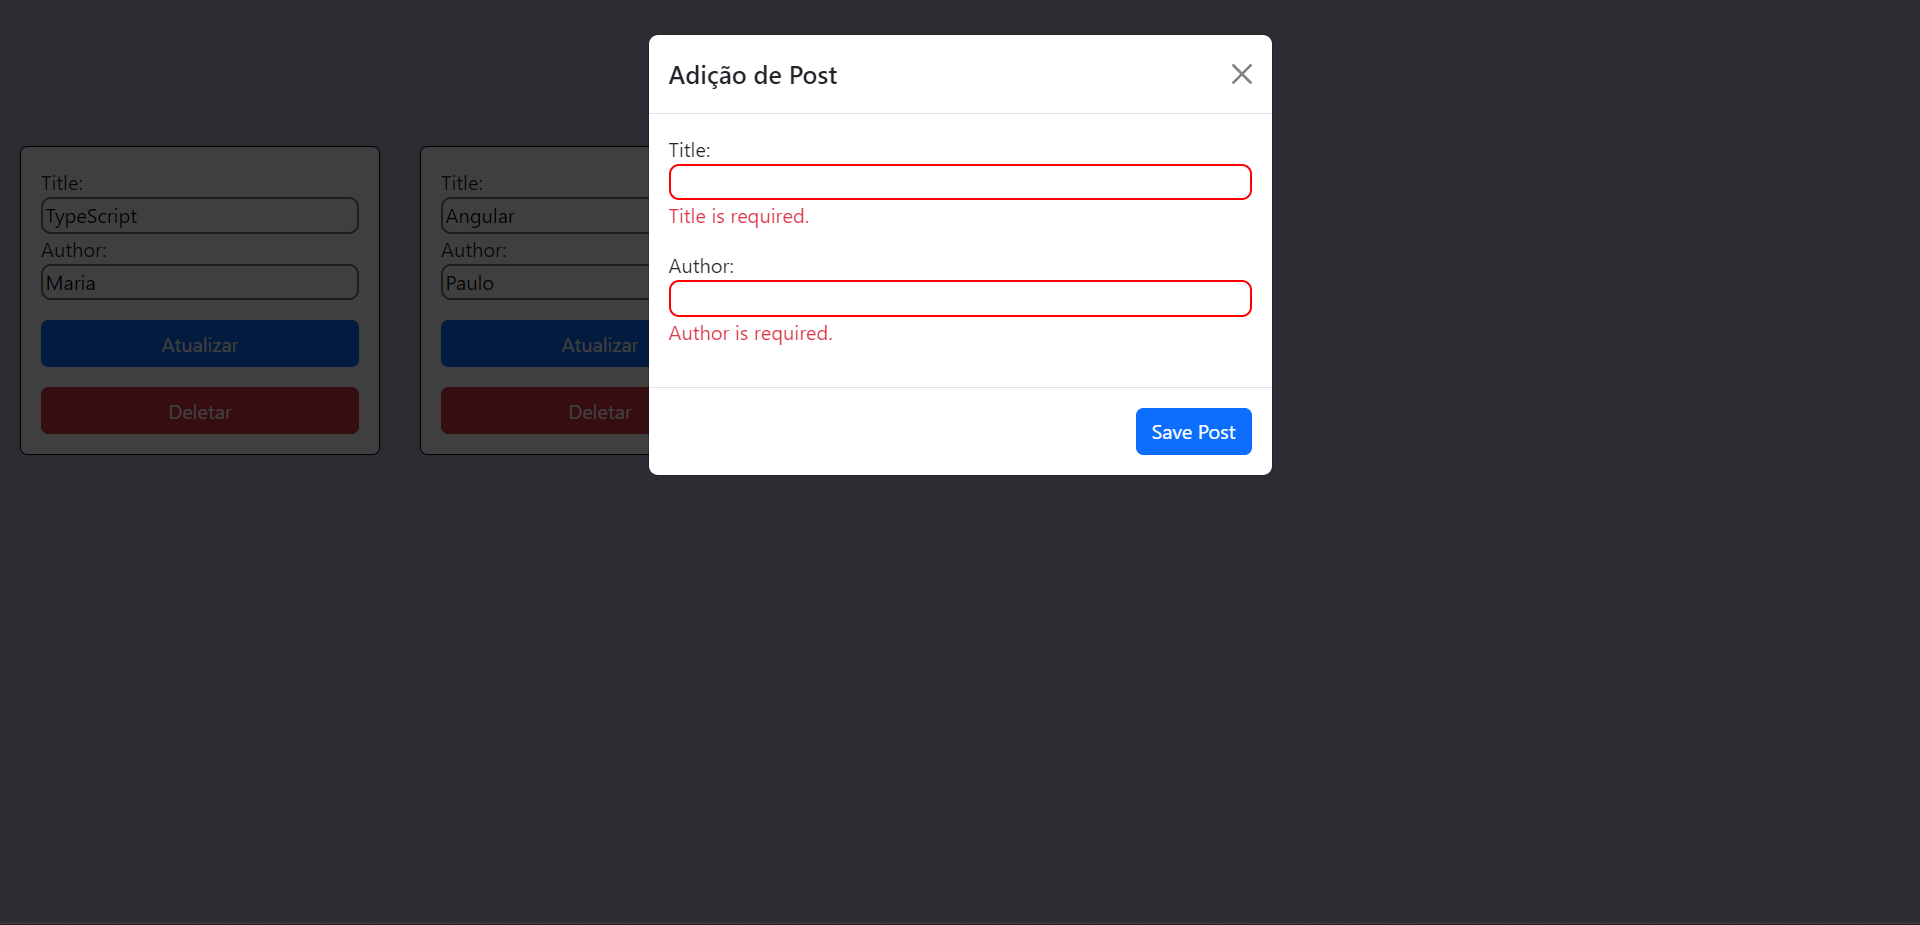 Adição de Post
Title:
Title is required.
Author:
Author is required.
Save Post
Title:
TypeScript
Author:
Maria
Atualizar
Deletar
Title:
Angular
Author:
Paulo
Atualizar
Deletar